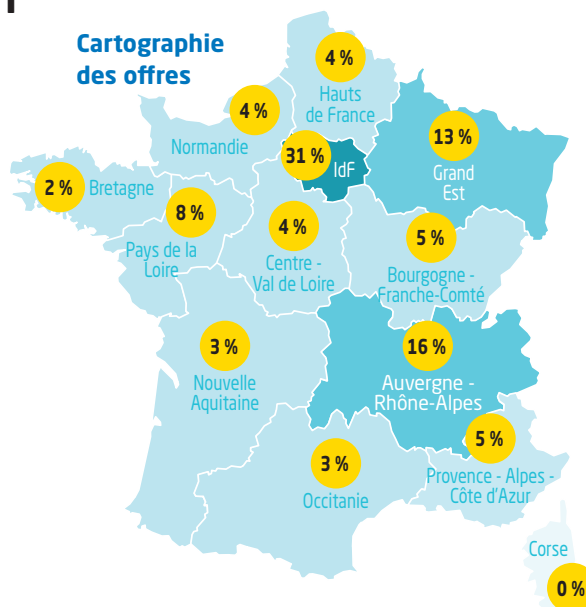 Cartographie
des offres
4 %
Hauts
de France
4 %
Normandie
13 %
Grand
Est
31 %
IdF
2 %
Bretagne
8 %
Pays de la
Loire
4 %
Centre -
Val de Loire
5 %
Bourgogne -
Franche-Comté
3 %
Nouvelle
Aquitaine
16 %
Auvergne -
Rhône-Alpes
5 %
Provence - Alpes -
Côte d'Azur
3 %
Occitanie
Corse
0 %